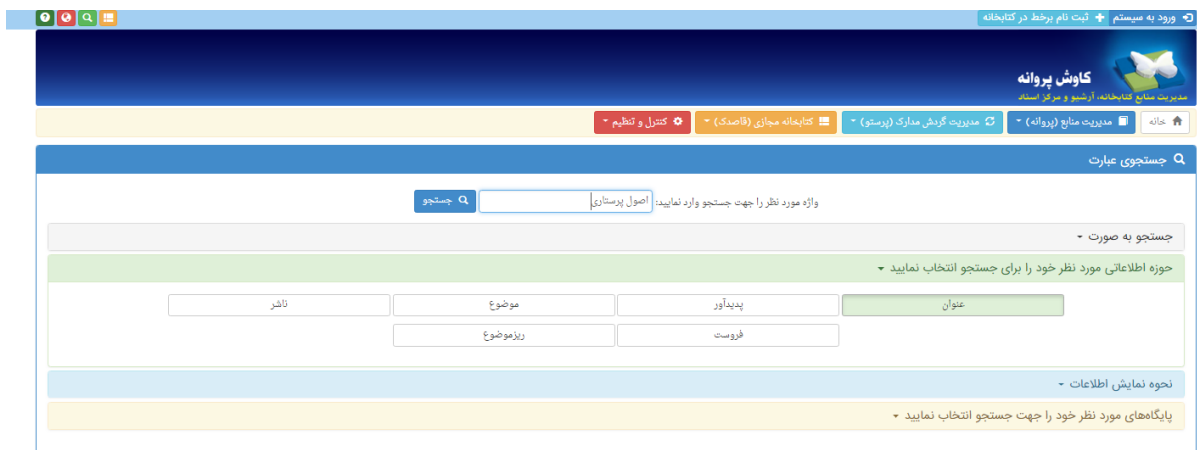 ورود به سیستم ثبت نام برخط در کتابخانه
کاوش پروانه
مدیریت منابع کتابخانه، آرشیو و مرکز اسناد
خانه مدیریت منابع (پروانه) مدیریت گردش مدارک (پرستو) کتابخانه مجازی (قاصدک) کنترل و تنظیم
جستجوی عبارت
واژه مورد نظر را جهت جستجو وارد نمایید: اصول پرستاری جستجو
جستجو به صورت
حوزه اطلاعاتی مورد نظر خود را برای جستجو انتخاب نمایید
عنوان پدیدآور موضوع ناشر
فروست ریزموضوع
نحوه نمایش اطلاعات
پایگاه‌های مورد نظر خود را جهت جستجو انتخاب نمایید